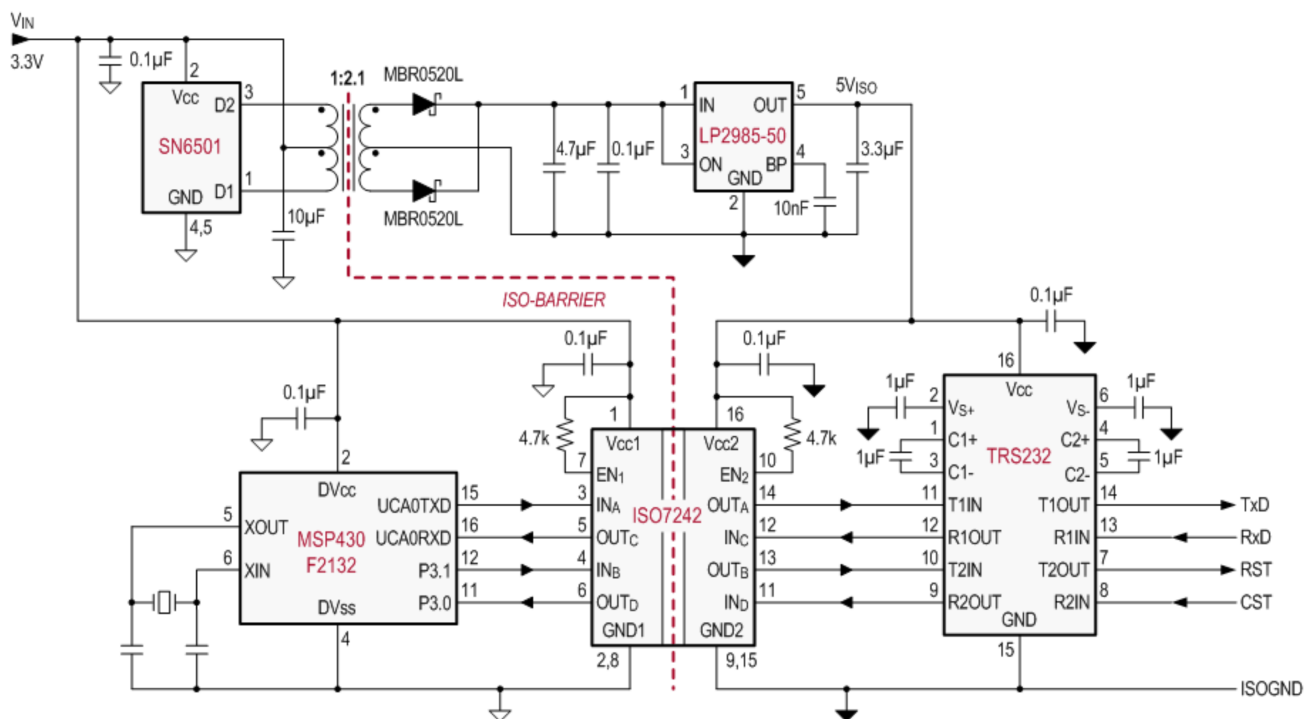 VIN
3.3V
0.1µF
2
Vcc
D2
3
SN6501
GND
D1
1
4,5
10µF
1:2.1
MBR0520L
MBR0520L
4.7µF
0.1µF
1
IN
OUT
5
LP2985-50
3
ON
BP
4
GND
2
10nF
5VISO
3.3µF
ISO-BARRIER
0.1µF
2
DVcc
5
XOUT
MSP430
F2132
6
XIN
DVss
4
UCA0TXD
15
UCA0RXD
16
P3.1
12
P3.0
11
0.1µF
4.7k
1
Vcc1
7
EN1
3
INA
5
OUTC
4
INB
6
OUTD
GND1
2,8
ISO7242
0.1µF
4.7k
16
Vcc2
EN2
10
OUTA
14
INC
12
OUTB
13
IND
11
GND2
9,15
0.1µF
16
Vcc
1µF
2
VS+
1
C1+
1µF
3
C1-
TRS232
VS-
6
1µF
C2+
4
C2-
5
1µF
11
T1IN
T1OUT
14
TxD
12
R1OUT
R1IN
13
RxD
10
T2IN
T2OUT
7
RST
9
R2OUT
R2IN
8
CST
GND
15
ISOGND